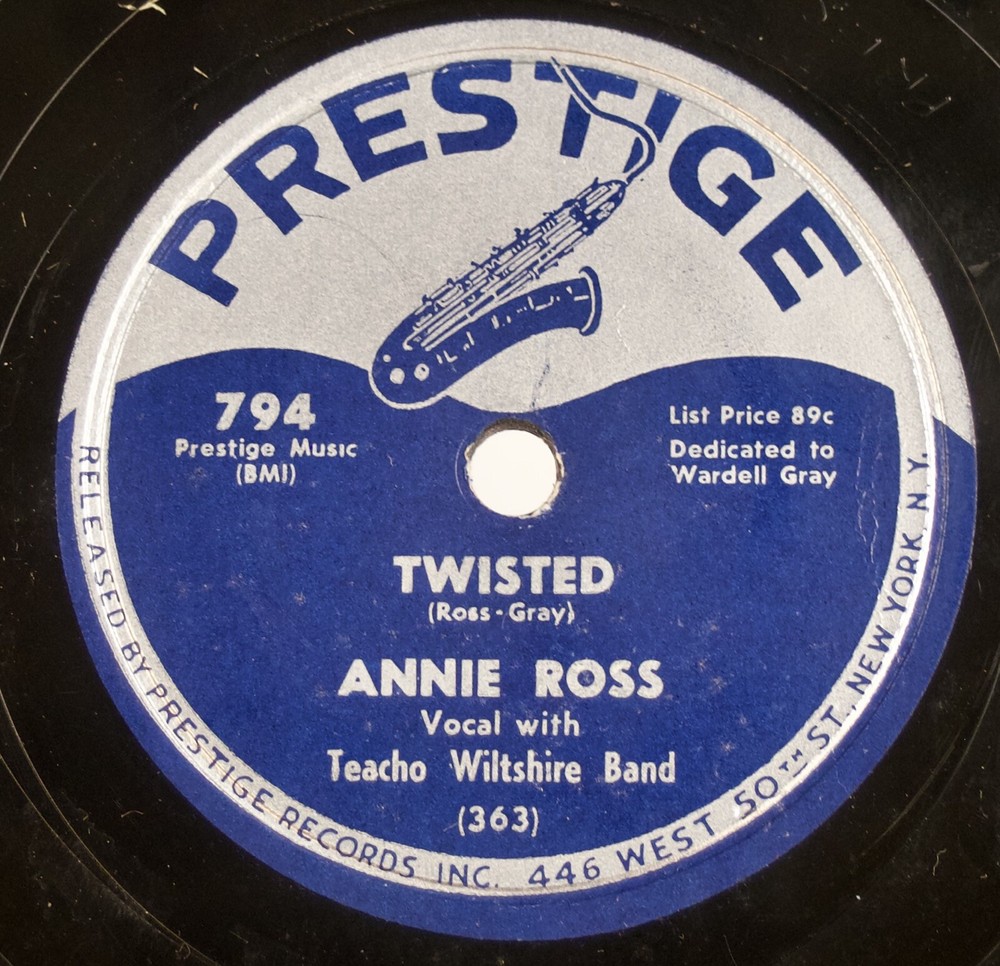 PRESTIGE
794
Prestige Music
(BMI)
List Price 89c
Dedicated to
Wardell Gray
TWISTED
(Ross-Gray)
ANNIE ROSS
Vocal with
Teacho Wiltshire Band
(363)
RELEASED BY PRESTIGE RECORDS INC. 446 WEST 50TH ST., NEW YORK, N.Y.